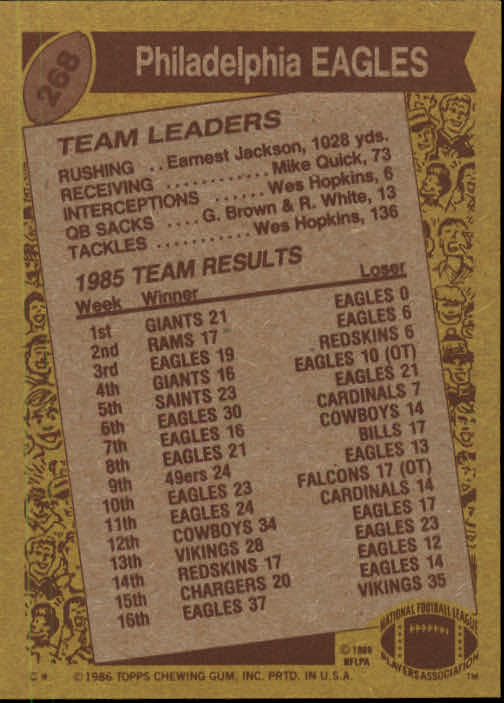 268
Philadelphia EAGLES
TEAM LEADERS
RUSHING .. Earnest Jackson, 1028 yds.
RECEIVING ............ Mike Quick, 73
INTERCEPTIONS ...... Wes Hopkins, 6
QB SACKS .... G. Brown & R. White, 13
TACKLES ........... Wes Hopkins, 136
1985 TEAM RESULTS
Week Winner Loser
1st GIANTS 21 EAGLES 0
2nd RAMS 17 EAGLES 6
3rd EAGLES 19 REDSKINS 6
4th GIANTS 16 EAGLES 10 (OT)
5th SAINTS 23 EAGLES 21
6th EAGLES 30 CARDINALS 7
7th EAGLES 16 COWBOYS 14
8th EAGLES 21 BILLS 17
9th 49ers 24 EAGLES 13
10th EAGLES 23 FALCONS 17 (OT)
11th EAGLES 24 CARDINALS 14
12th COWBOYS 34 EAGLES 17
13th VIKINGS 28 EAGLES 23
14th REDSKINS 17 EAGLES 12
15th CHARGERS 20 EAGLES 14
16th EAGLES 37 VIKINGS 35
NATIONAL FOOTBALL LEAGUE
PLAYERS ASSOCIATION
© 1986
NFLPA
© 1986 TOPPS CHEWING GUM, INC. PRTD. IN U.S.A.
TM